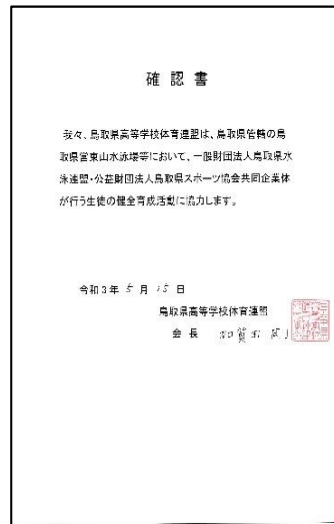 確認書
我々、鳥取県高等学校体育連盟は、鳥取県管轄の鳥
取県営東山水泳場等において、一般財団法人鳥取県水
泳連盟・公益財団法人鳥取県スポーツ協会共同企業体
が行う生徒の健全育成活動に協力します。
令和3年5月15日
鳥取県高等学校体育連盟
会長